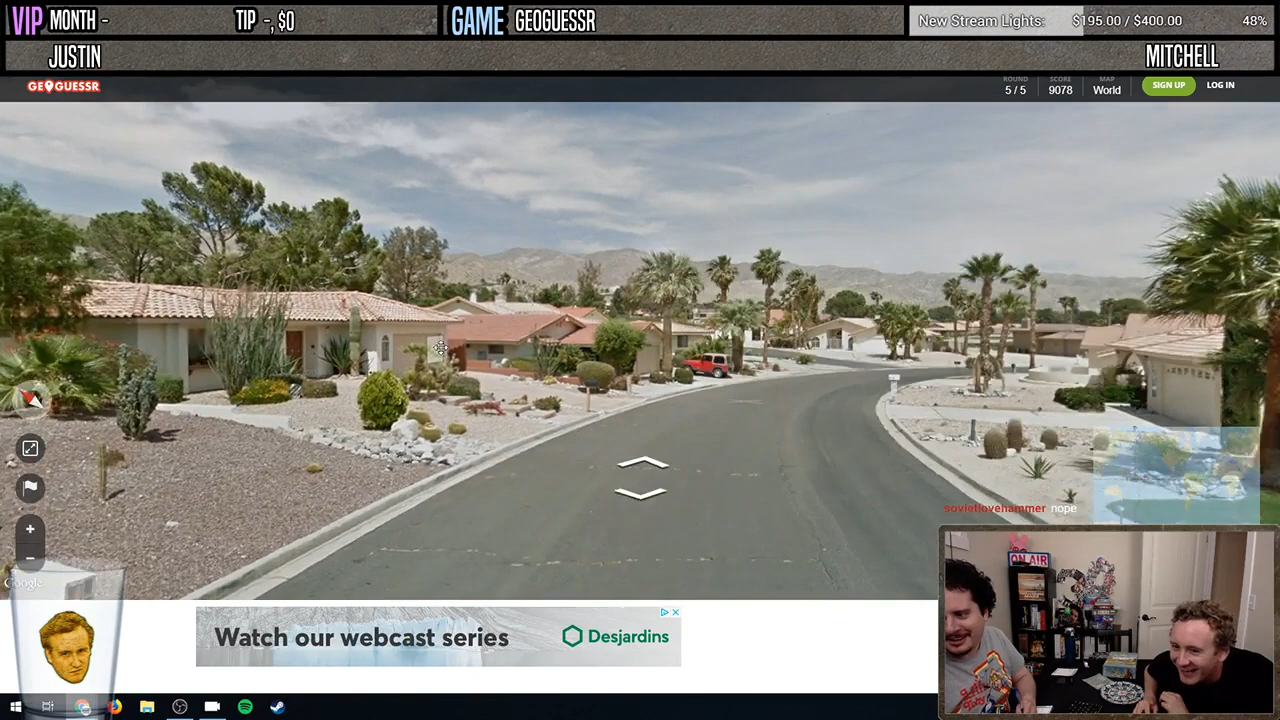 VIP MONTH -
TIP -, $0
GAME GEOGUESSR
New Stream Lights: $195.00 / $400.00 48%
JUSTIN
MITCHELL
GEOGUESSR
ROUND
5 / 5
SCORE
9078
MAP
World
SIGN UP
LOG IN
sovietlovehammer nope
ON AIR
Google
Watch our webcast series
Desjardins